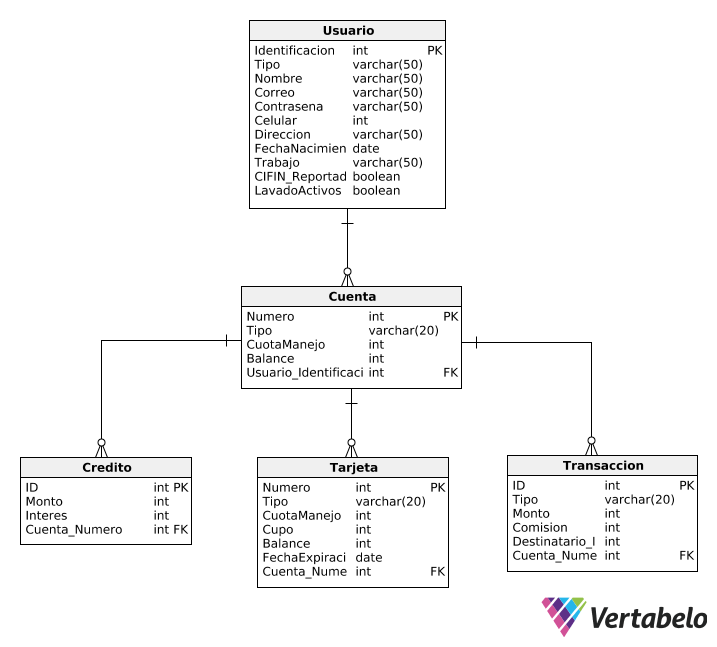 Usuario
Identificacion int PK
Tipo varchar(50)
Nombre varchar(50)
Correo varchar(50)
Contrasena varchar(50)
Celular int
Direccion varchar(50)
FechaNacimien date
Trabajo varchar(50)
CIFIN_Reportad boolean
LavadoActivos boolean
Cuenta
Numero int PK
Tipo varchar(20)
CuotaManejo int
Balance int
Usuario_Identificaci int FK
Credito
ID int PK
Monto int
Interes int
Cuenta_Numero int FK
Tarjeta
Numero int PK
Tipo varchar(20)
CuotaManejo int
Cupo int
Balance int
FechaExpiraci date
Cuenta_Nume int FK
Transaccion
ID int PK
Tipo varchar(20)
Monto int
Comision int
Destinatario_I int
Cuenta_Nume int FK
Vertabelo